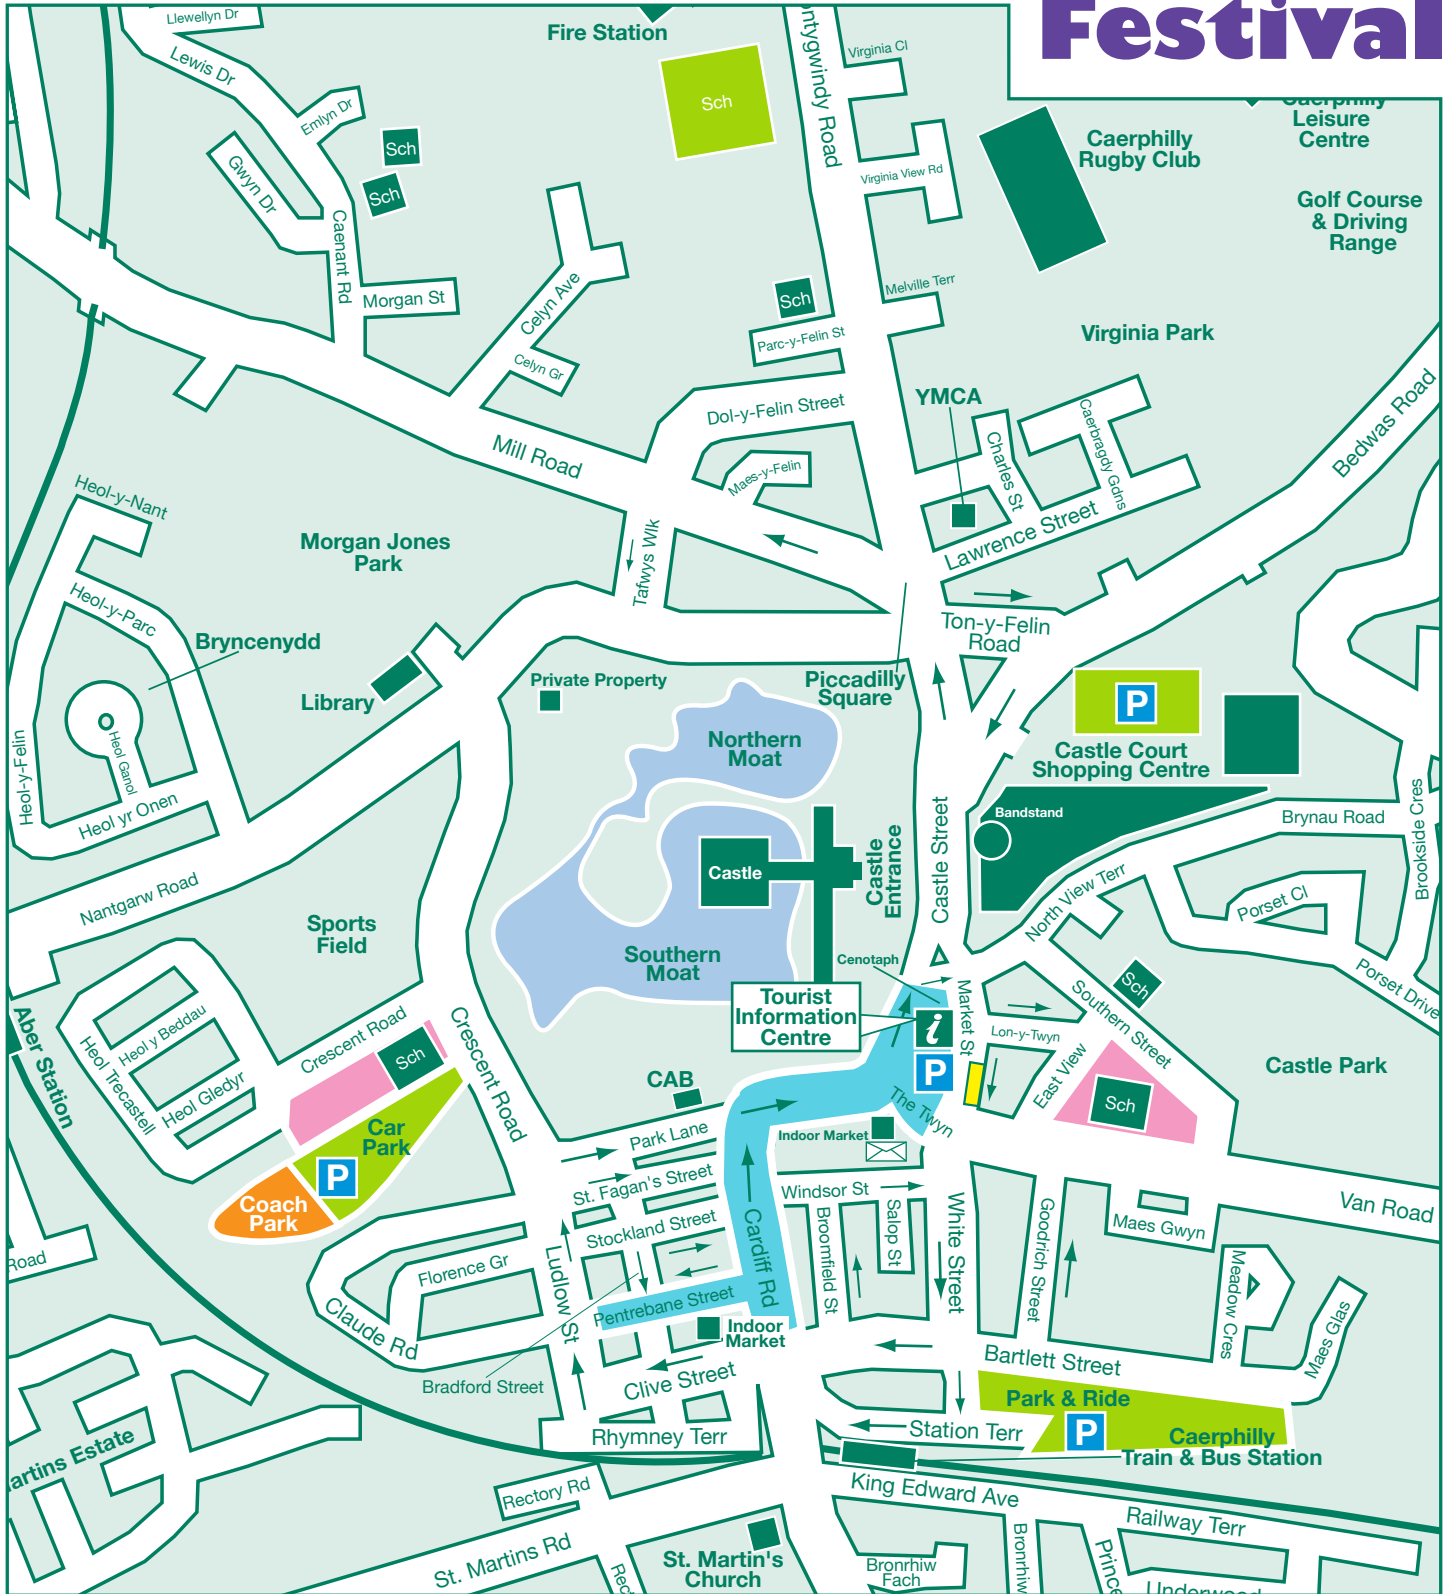 Festival
Llewellyn Dr
Fire Station
Lewis Dr
Virginia Cl
Sch
ontygwindy Road
Caerphilly
Leisure
Centre
Emlyn Dr
Caerphilly
Rugby Club
Sch
Gwyn Dr
Sch
Virginia View Rd
Golf Course
& Driving
Range
Caenant Rd
Morgan St
Celyn Ave
Sch
Melville Terr
Parc-y-Felin St
Virginia Park
Celyn Gr
YMCA
Dol-y-Felin Street
Bedwas Road
Mill Road
Maes-y-Felin
Charles St
Caerbragdy Gdns
Heol-y-Nant
Lawrence Street
Morgan Jones
Park
Tafwys Wlk
Heol-y-Parc
Ton-y-Felin
Road
Bryncenydd
Library
Private Property
Piccadilly
Square
P
Northern
Moat
Castle Court
Shopping Centre
Heol-y-Felin
Heol Ganol
Heol yr Onen
Bandstand
Brynau Road
Brookside Cres
Castle Street
Castle
Castle
Entrance
Nantgarw Road
North View Terr
Porset Cl
Sports
Field
Southern
Moat
Cenotaph
Porset Drive
Sch
Tourist
Information
Centre
i
Market St
Southern Street
Lon-y-Twyn
Heol y Beddau
Crescent Road
Crescent Road
Sch
Heol Trecastell
Aber Station
Heol Gledyr
CAB
P
East View
Castle Park
Sch
The Twyn
Car
Park
Park Lane
Indoor Market
P
St. Fagan's Street
Windsor St
Coach
Park
Van Road
Stockland Street
Cardiff Rd
Broomfield St
Salop St
White Street
Goodrich Street
Maes Gwyn
Road
Florence Gr
Ludlow St
Meadow Cres
Pentrebane Street
Claude Rd
Indoor
Market
Maes Glas
Bartlett Street
Bradford Street
Clive Street
Park & Ride
P
Rhymney Terr
Station Terr
Caerphilly
Train & Bus Station
artins Estate
Rectory Rd
King Edward Ave
Railway Terr
St. Martins Rd
St. Martin's
Church
Rect
Bronrhiw
Fach
Bronrhiw
Prince
Underwood